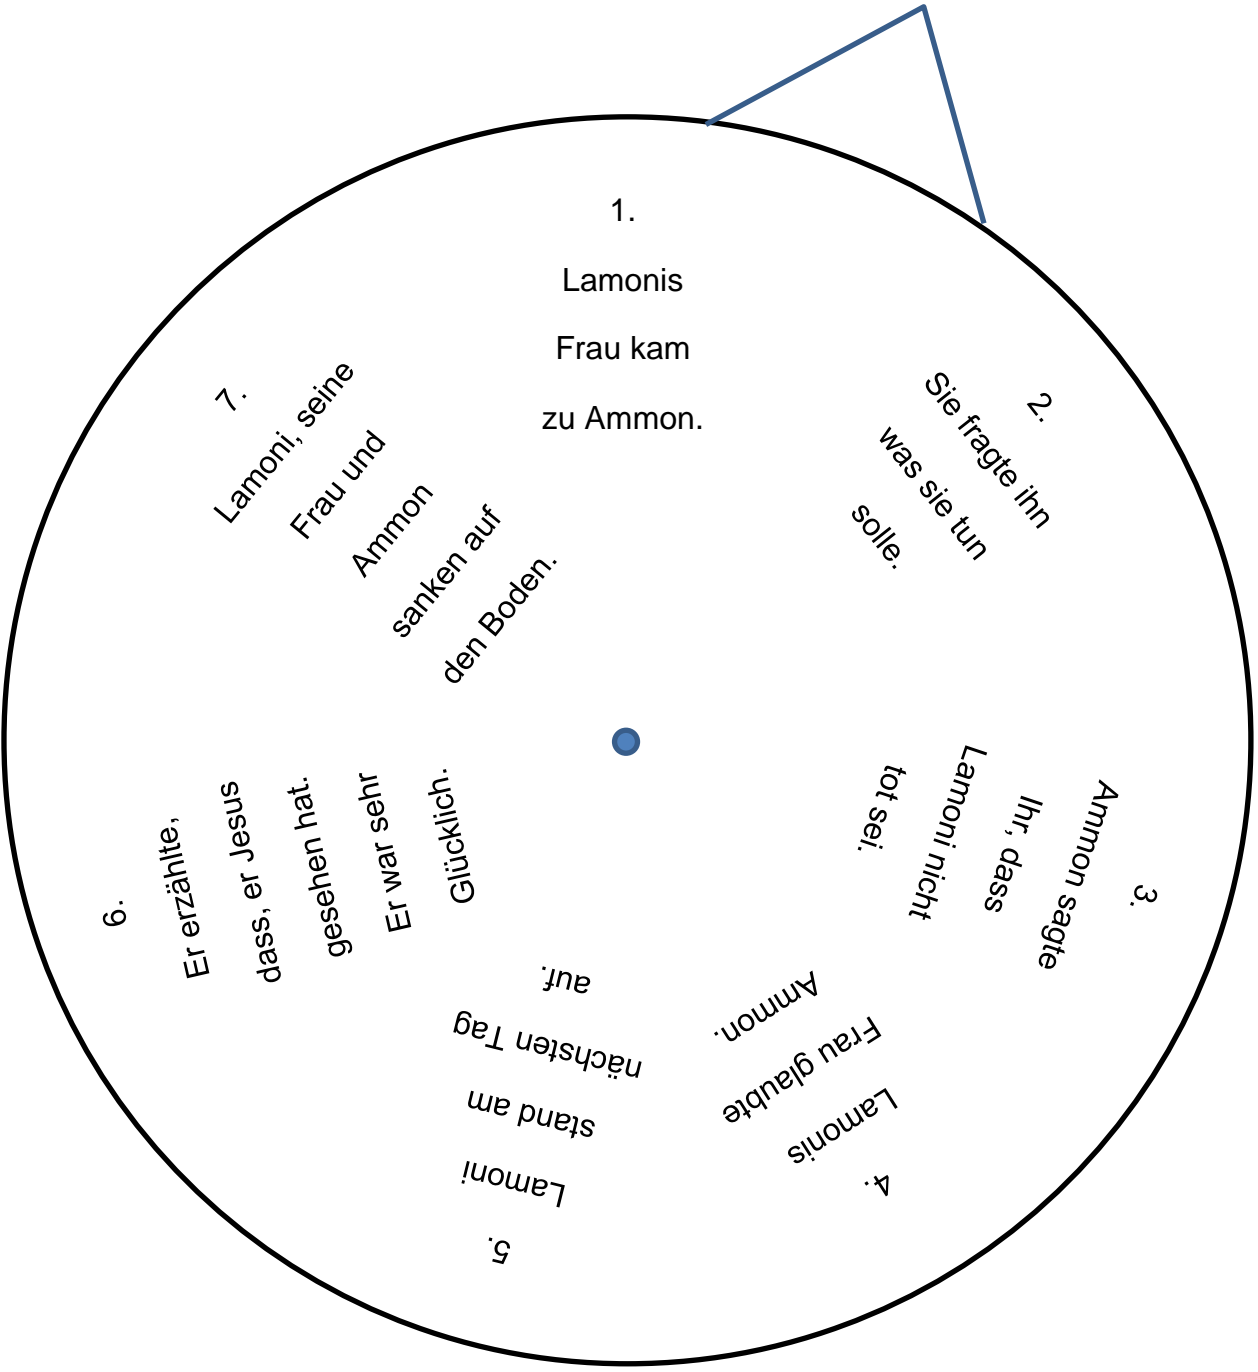 1.
Lamonis
Frau kam
zu Ammon.
2.
Sie fragte ihn
was sie tun
solle.
3.
Ammon sagte
Ihr, dass
Lamoni nicht
tot sei.
4.
Lamonis
Frau glaubte
Ammon.
5.
Lamoni
stand am
nächsten Tag
auf.
6.
Er erzählte,
dass, er Jesus
gesehen hat.
Er war sehr
Glücklich.
7.
Lamoni, seine
Frau und
Ammon
sanken auf
den Boden.